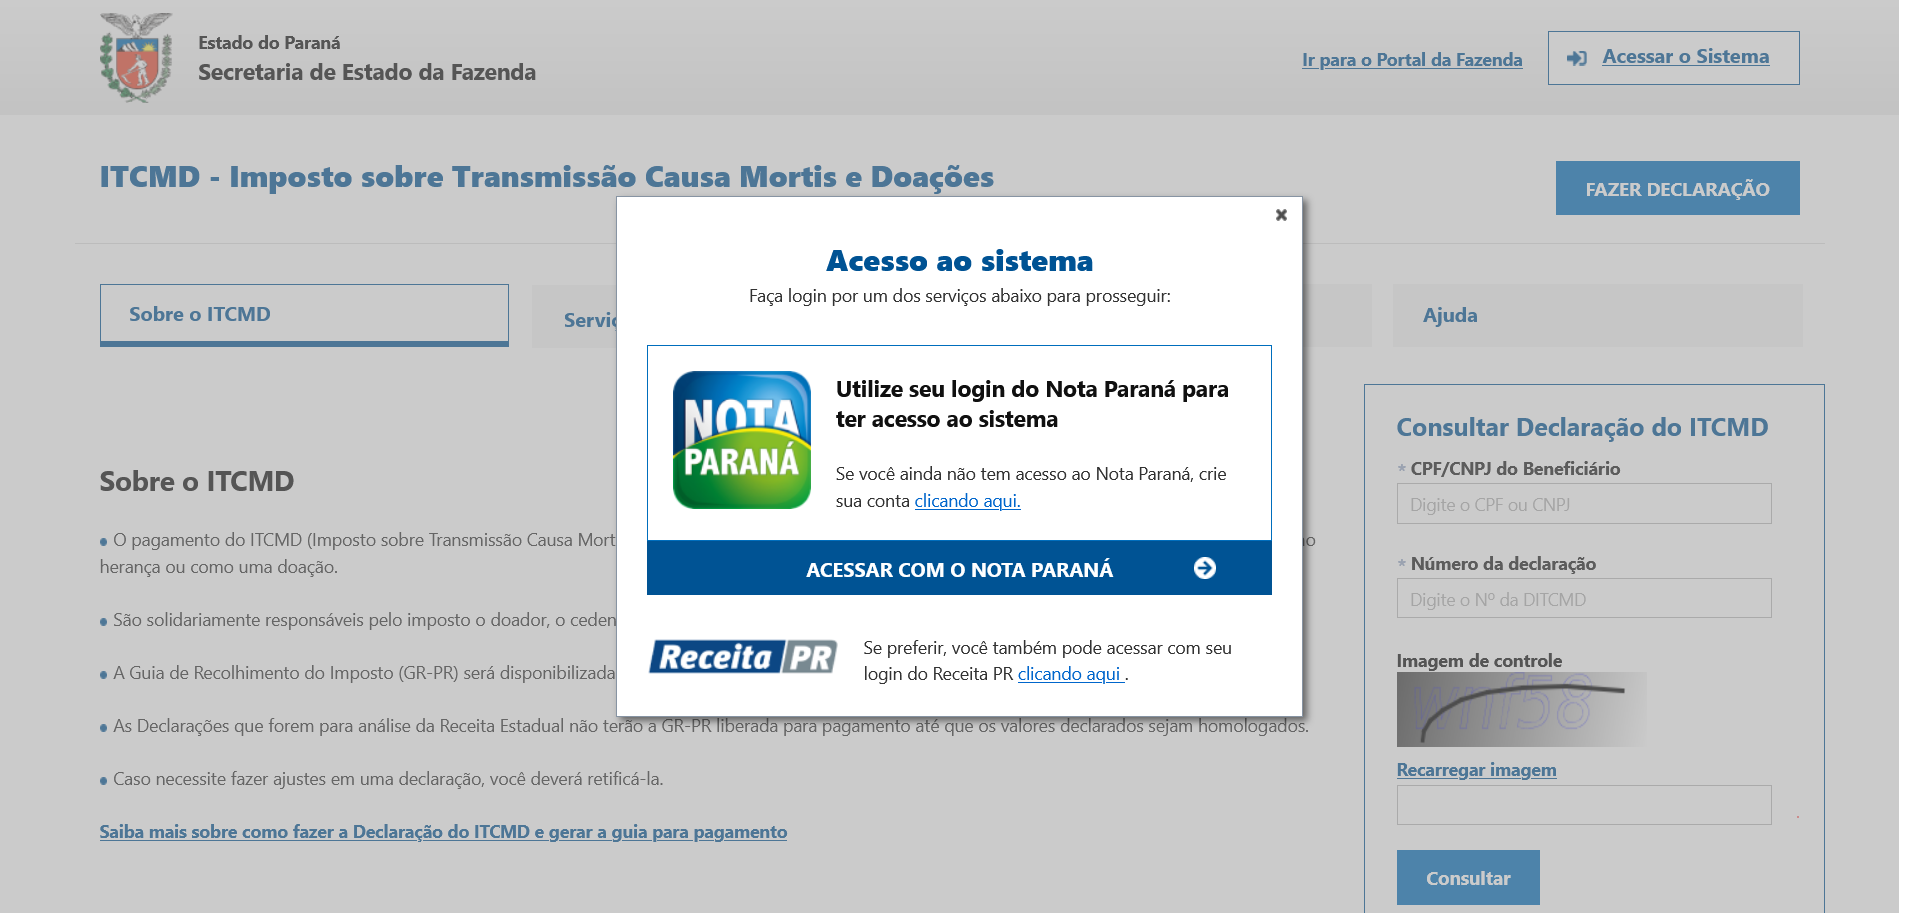 Estado do Paraná
Secretaria de Estado da Fazenda
Ir para o Portal da Fazenda
Acessar o Sistema
ITCMD - Imposto sobre Transmissão Causa Mortis e Doações
FAZER DECLARAÇÃO
Sobre o ITCMD
Serviç
Ajuda
Acesso ao sistema
Faça login por um dos serviços abaixo para prosseguir:
NOTA
PARANÁ
Utilize seu login do Nota Paraná para
ter acesso ao sistema
Se você ainda não tem acesso ao Nota Paraná, crie
sua conta clicando aqui.
ACESSAR COM O NOTA PARANÁ
Receita PR
Se preferir, você também pode acessar com seu
login do Receita PR clicando aqui .
Sobre o ITCMD
• O pagamento do ITCMD (Imposto sobre Transmissão Causa Mort
herança ou como uma doação.
• São solidariamente responsáveis pelo imposto o doador, o ceden
• A Guia de Recolhimento do Imposto (GR-PR) será disponibilizada
• As Declarações que forem para análise da Receita Estadual não terão a GR-PR liberada para pagamento até que os valores declarados sejam homologados.
• Caso necessite fazer ajustes em uma declaração, você deverá retificá-la.
Saiba mais sobre como fazer a Declaração do ITCMD e gerar a guia para pagamento
Consultar Declaração do ITCMD
* CPF/CNPJ do Beneficiário
Digite o CPF ou CNPJ
* Número da declaração
Digite o Nº da DITCMD
Imagem de controle
wnf58
Recarregar imagem
Consultar